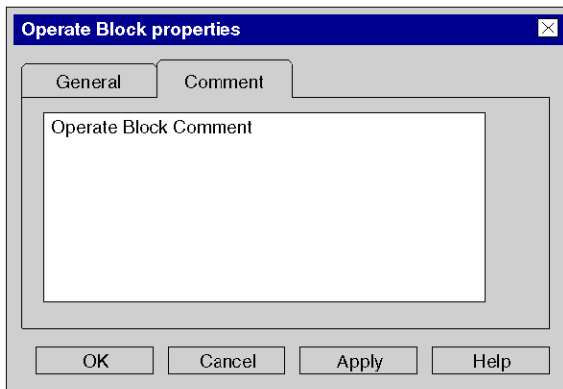 Operate Block properties
General Comment
Operate Block Comment
OK Cancel Apply Help